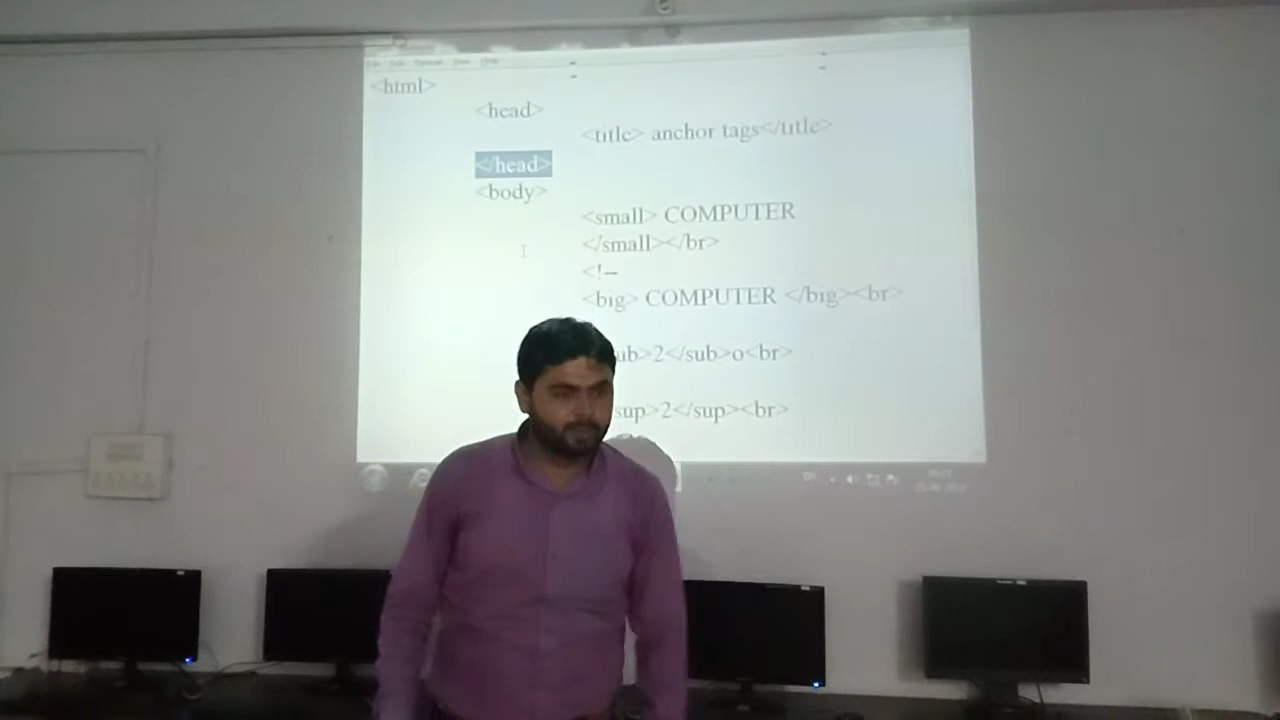 <html>
<head>
<title> anchor tags</title>
</head>
<body>
<small> COMPUTER
</small></br>
<!--
<big> COMPUTER </big><br>
ub>2</sub>o<br>
sup>2</sup><br>